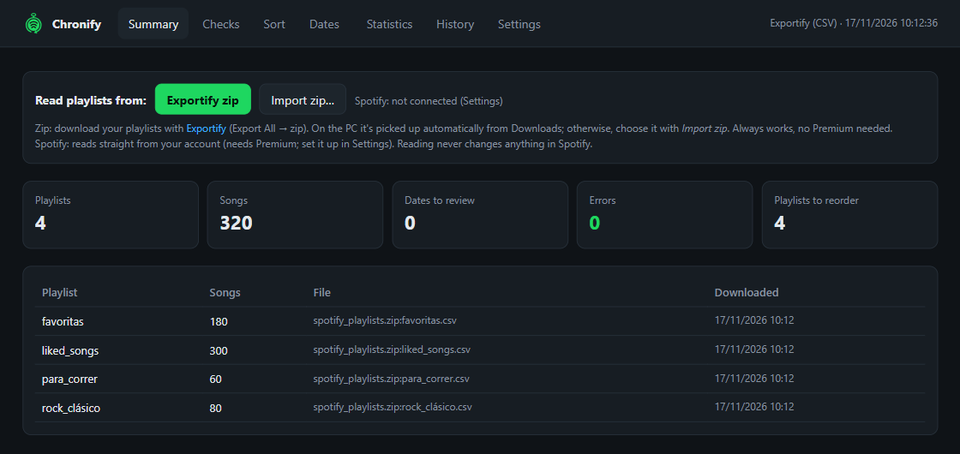 Chronify Summary Checks Sort Dates Statistics History Settings Exportify (CSV) · 17/11/2026 10:12:36
Read playlists from: Exportify zip Import zip... Spotify: not connected (Settings)
Zip: download your playlists with Exportify (Export All → zip). On the PC it's picked up automatically from Downloads; otherwise, choose it with Import zip. Always works, no Premium needed.
Spotify: reads straight from your account (needs Premium; set it up in Settings). Reading never changes anything in Spotify.
Playlists Songs Dates to review Errors Playlists to reorder
4 320 0 0 4
Playlist Songs File Downloaded
favoritas 180 spotify_playlists.zip:favoritas.csv 17/11/2026 10:12
liked_songs 300 spotify_playlists.zip:liked_songs.csv 17/11/2026 10:12
para_correr 60 spotify_playlists.zip:para_correr.csv 17/11/2026 10:12
rock_clásico 80 spotify_playlists.zip:rock_clásico.csv 17/11/2026 10:12